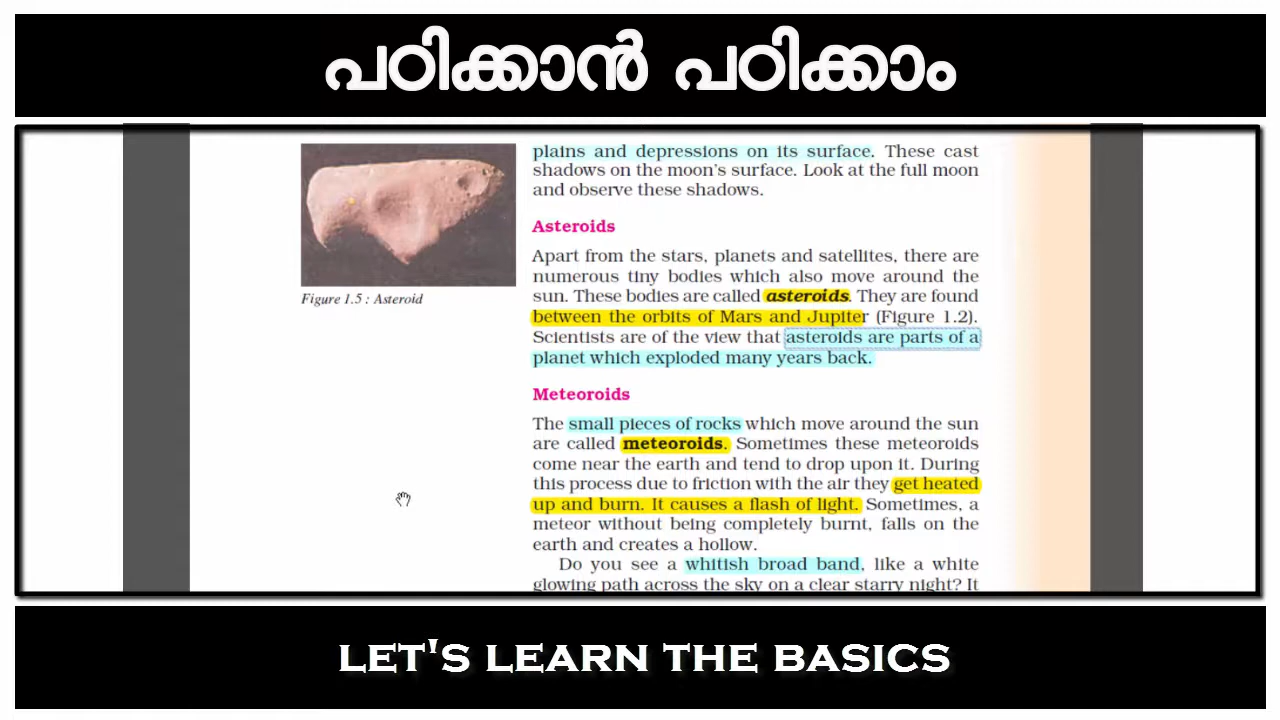 പഠിക്കാൻ പഠിക്കാം
plains and depressions on its surface. These cast
shadows on the moon's surface. Look at the full moon
and observe these shadows.
Asteroids
Apart from the stars, planets and satellites, there are
numerous tiny bodies which also move around the
sun. These bodies are called asteroids. They are found
between the orbits of Mars and Jupiter (Figure 1.2).
Scientists are of the view that asteroids are parts of a
planet which exploded many years back.
Figure 1.5 : Asteroid
Meteoroids
The small pieces of rocks which move around the sun
are called meteoroids. Sometimes these meteoroids
come near the earth and tend to drop upon it. During
this process due to friction with the air they get heated
up and burn. It causes a flash of light. Sometimes, a
meteor without being completely burnt, falls on the
earth and creates a hollow.
Do you see a whitish broad band, like a white
glowing path across the sky on a clear starry night? It
LET'S LEARN THE BASICS